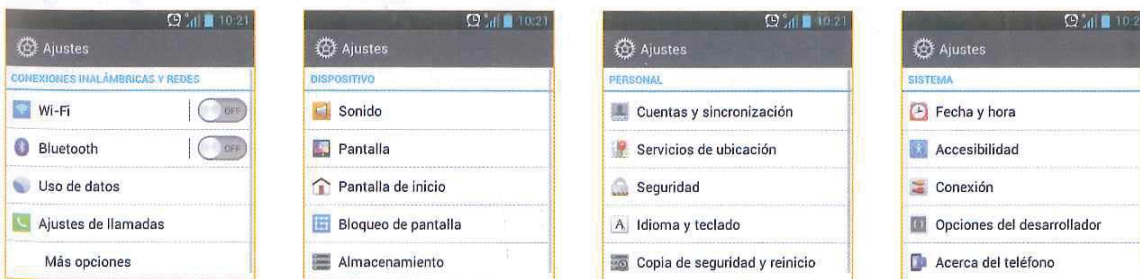 10:21
Ajustes
CONEXIONES INALÁMBRICAS Y REDES
Wi-Fi OFF
Bluetooth OFF
Uso de datos
Ajustes de llamadas
Más opciones
10:21
Ajustes
DISPOSITIVO
Sonido
Pantalla
Pantalla de inicio
Bloqueo de pantalla
Almacenamiento
10:21
Ajustes
PERSONAL
Cuentas y sincronización
Servicios de ubicación
Seguridad
A Idioma y teclado
Copia de seguridad y reinicio
Ajustes
SISTEMA
Fecha y hora
Accesibilidad
Conexión
Opciones del desarrollador
Acerca del teléfono